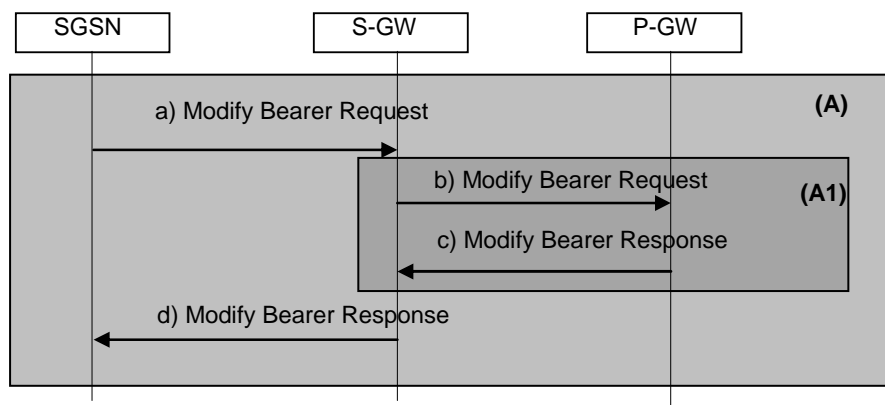 SGSN
S-GW
P-GW
(A)
a) Modify Bearer Request
b) Modify Bearer Request
(A1)
c) Modify Bearer Response
d) Modify Bearer Response